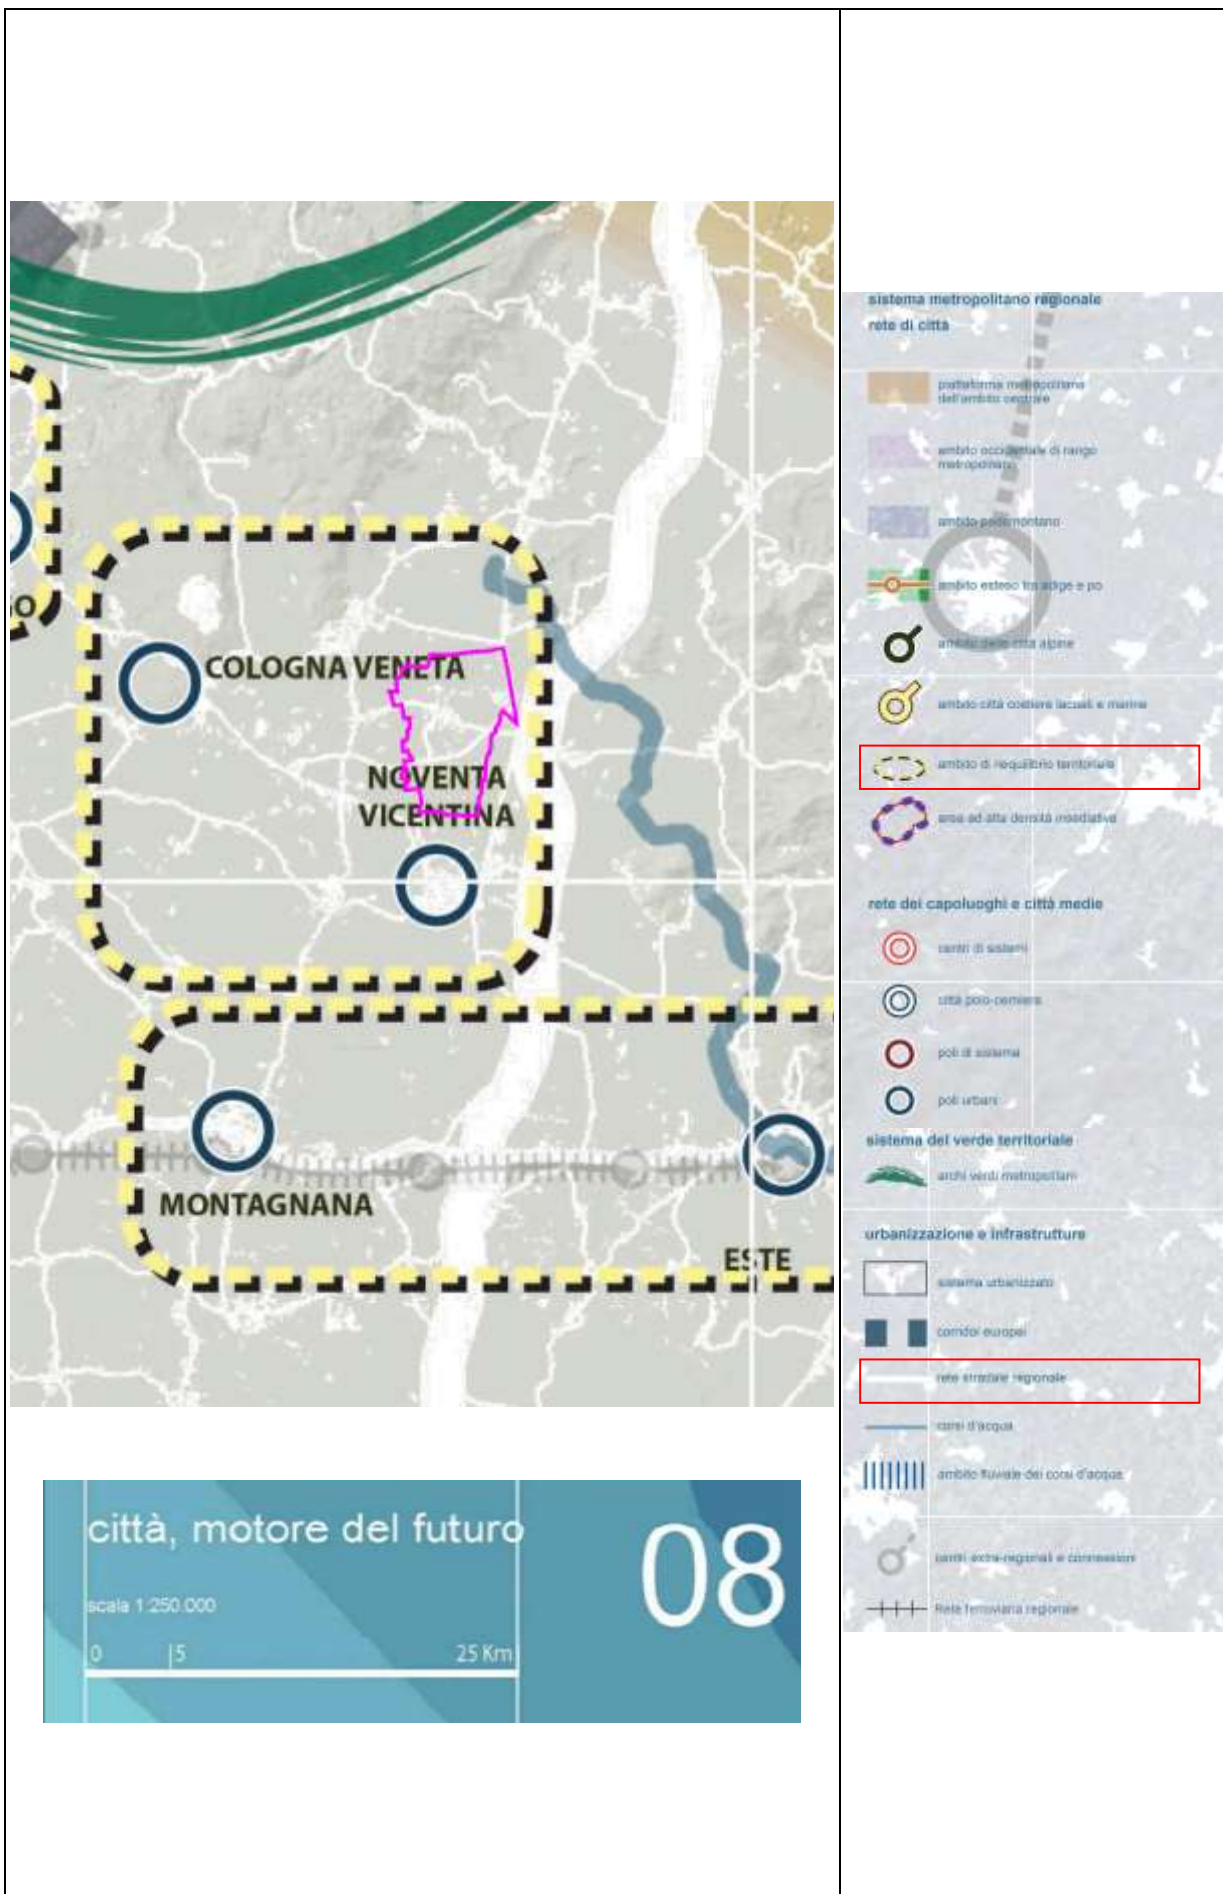 GO
COLOGNA VENETA
NOVENTA
VICENTINA
MONTAGNANA
ESTE
città, motore del futuro
08
scala 1:250.000
0 5 25 Km
sistema metropolitano regionale
rete di città
piattaforma metropolitana
dell'ambito centrale
ambito occidentale di rango
metropolitano
ambito pedemontano
ambito esteso tra adige e po
ambito delle città alpine
ambito città costiere lacuali e marine
ambito di riequilibrio territoriale
area ad alta densità insediativa
rete dei capoluoghi e città medie
centri di sistemi
città polo-cerniera
poli di sistema
poli urbani
sistema del verde territoriale
archi verdi metropolitani
urbanizzazione e infrastrutture
sistema urbanizzato
corridoi europei
rete stradale regionale
corsi d'acqua
ambito fluviale dei corsi d'acqua
centri extra-regionali e connessioni
Rete ferroviaria regionale